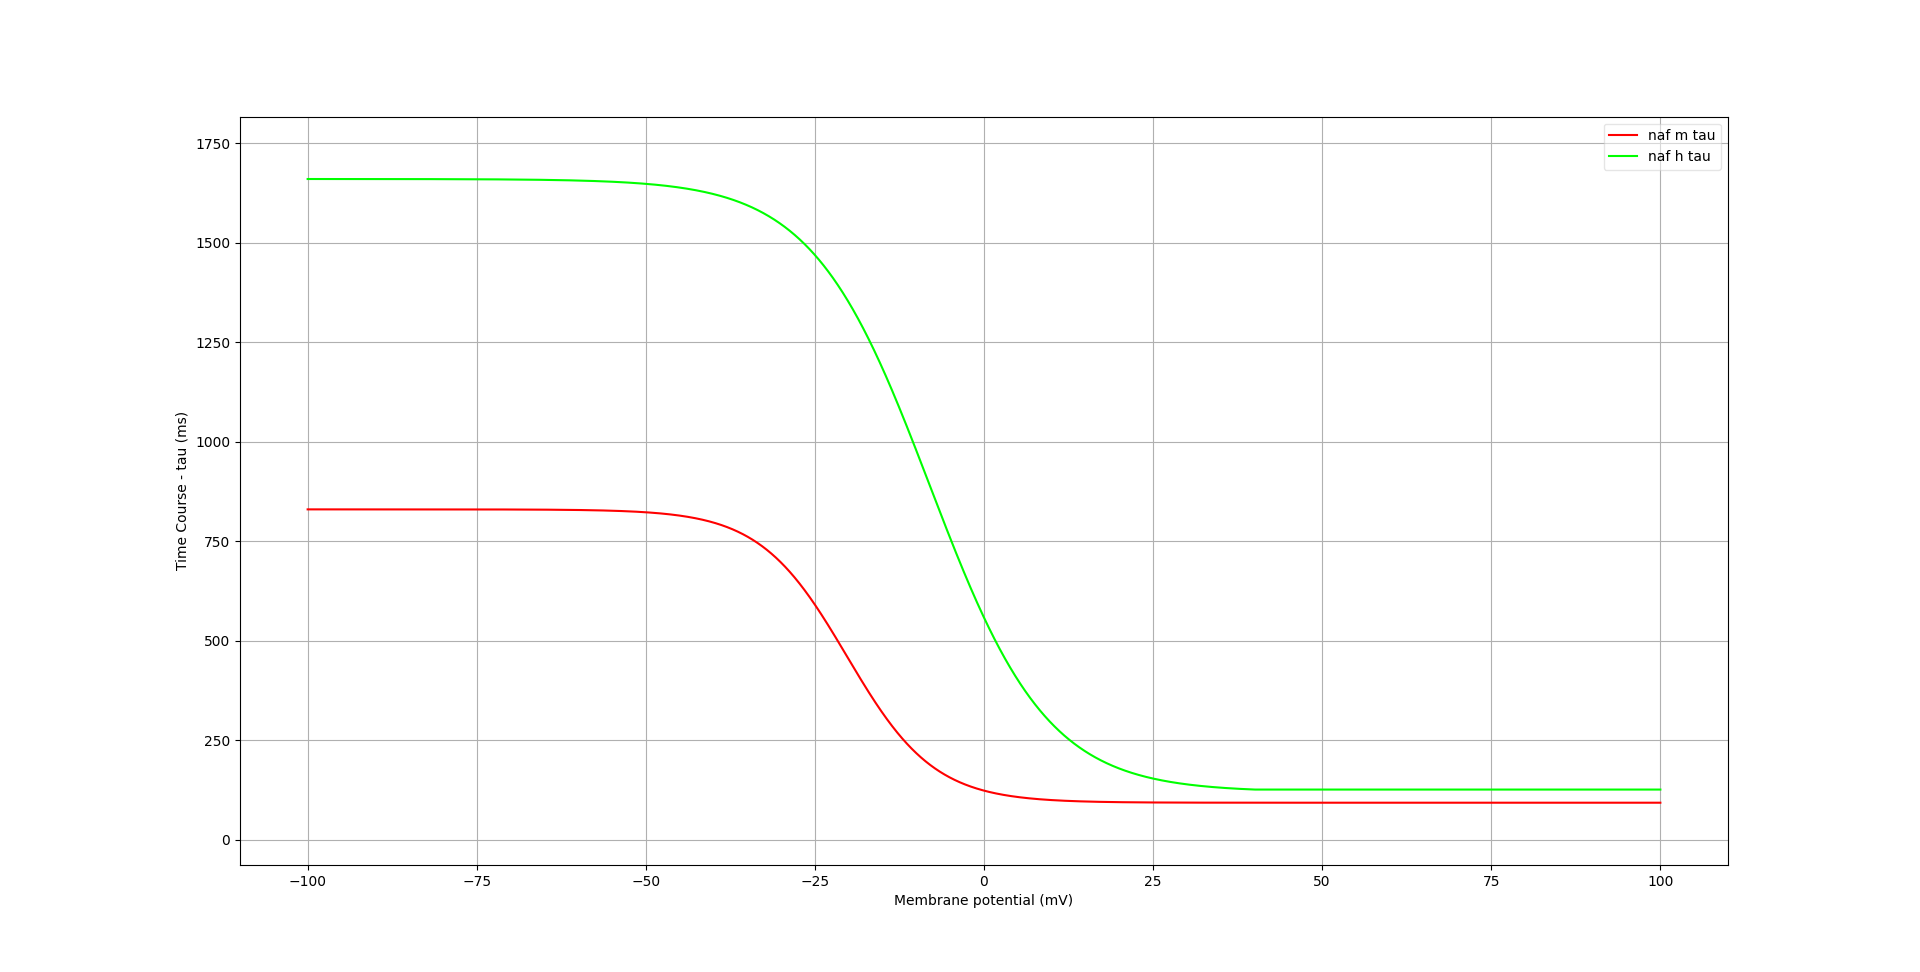 naf m tau
naf h tau
1750
1500
1250
1000
750
500
250
0
Time Course - tau (ms)
−100 −75 −50 −25 0 25 50 75 100
Membrane potential (mV)